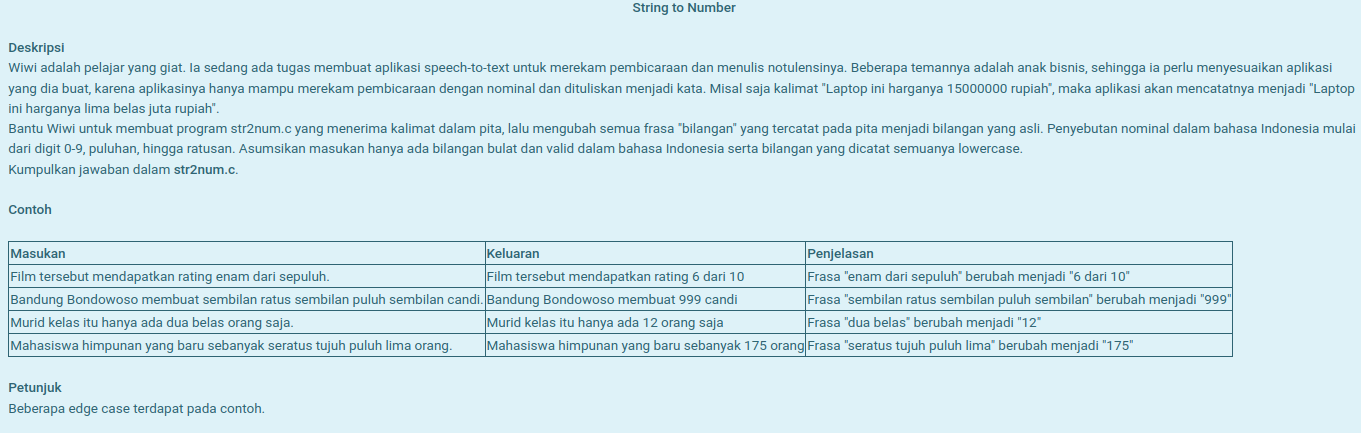 String to Number
Deskripsi
Wiwi adalah pelajar yang giat. Ia sedang ada tugas membuat aplikasi speech-to-text untuk merekam pembicaraan dan menulis notulensinya. Beberapa temannya adalah anak bisnis, sehingga ia perlu menyesuaikan aplikasi
yang dia buat, karena aplikasinya hanya mampu merekam pembicaraan dengan nominal dan dituliskan menjadi kata. Misal saja kalimat "Laptop ini harganya 15000000 rupiah", maka aplikasi akan mencatatnya menjadi "Laptop
ini harganya lima belas juta rupiah".
Bantu Wiwi untuk membuat program str2num.c yang menerima kalimat dalam pita, lalu mengubah semua frasa "bilangan" yang tercatat pada pita menjadi bilangan yang asli. Penyebutan nominal dalam bahasa Indonesia mulai
dari digit 0-9, puluhan, hingga ratusan. Asumsikan masukan hanya ada bilangan bulat dan valid dalam bahasa Indonesia serta bilangan yang dicatat semuanya lowercase.
Kumpulkan jawaban dalam str2num.c.
Contoh
Masukan Keluaran Penjelasan
Film tersebut mendapatkan rating enam dari sepuluh. Film tersebut mendapatkan rating 6 dari 10 Frasa "enam dari sepuluh" berubah menjadi "6 dari 10"
Bandung Bondowoso membuat sembilan ratus sembilan puluh sembilan candi. Bandung Bondowoso membuat 999 candi Frasa "sembilan ratus sembilan puluh sembilan" berubah menjadi "999"
Murid kelas itu hanya ada dua belas orang saja. Murid kelas itu hanya ada 12 orang saja Frasa "dua belas" berubah menjadi "12"
Mahasiswa himpunan yang baru sebanyak seratus tujuh puluh lima orang. Mahasiswa himpunan yang baru sebanyak 175 orang Frasa "seratus tujuh puluh lima" berubah menjadi "175"
Petunjuk
Beberapa edge case terdapat pada contoh.